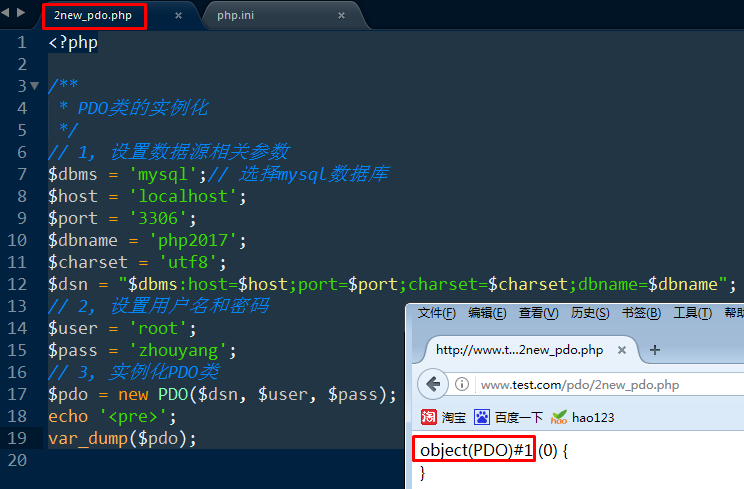 2new_pdo.php
php.ini
1 <?php
2
3 /**
4  * PDO类的实例化
5  */
6 // 1, 设置数据源相关参数
7 $dbms = 'mysql';// 选择mysql数据库
8 $host = 'localhost';
9 $port = '3306';
10 $dbname = 'php2017';
11 $charset = 'utf8';
12 $dsn = "$dbms:host=$host;port=$port;charset=$charset;dbname=$dbname";
13 // 2, 设置用户名和密码
14 $user = 'root';
15 $pass = 'zhouyang';
16 // 3, 实例化PDO类
17 $pdo = new PDO($dsn, $user, $pass);
18 echo '<pre>';
19 var_dump($pdo);
20
文件(F) 编辑(E) 查看(V) 历史(S) 书签(B) 工具(T) 帮助
http://www.t...2new_pdo.php
www.test.com/pdo/2new_pdo.php
淘 淘宝 百度一下 hao hao123
object(PDO)#1 (0) {
}